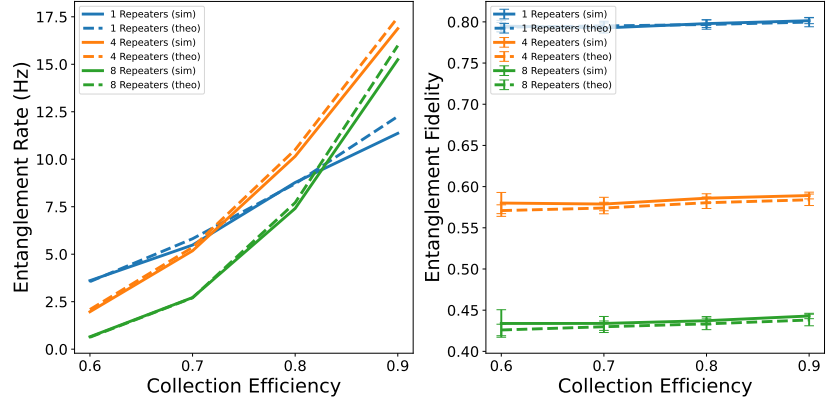 17.5
15.0
12.5
10.0
7.5
5.0
2.5
0.0
Entanglement Rate (Hz)
1 Repeaters (sim)
1 Repeaters (theo)
4 Repeaters (sim)
4 Repeaters (theo)
8 Repeaters (sim)
8 Repeaters (theo)
0.6 0.7 0.8 0.9
Collection Efficiency
0.80
0.75
0.70
0.65
0.60
0.55
0.50
0.45
0.40
Entanglement Fidelity
1 Repeaters (sim)
1 Repeaters (theo)
4 Repeaters (sim)
4 Repeaters (theo)
8 Repeaters (sim)
8 Repeaters (theo)
0.6 0.7 0.8 0.9
Collection Efficiency